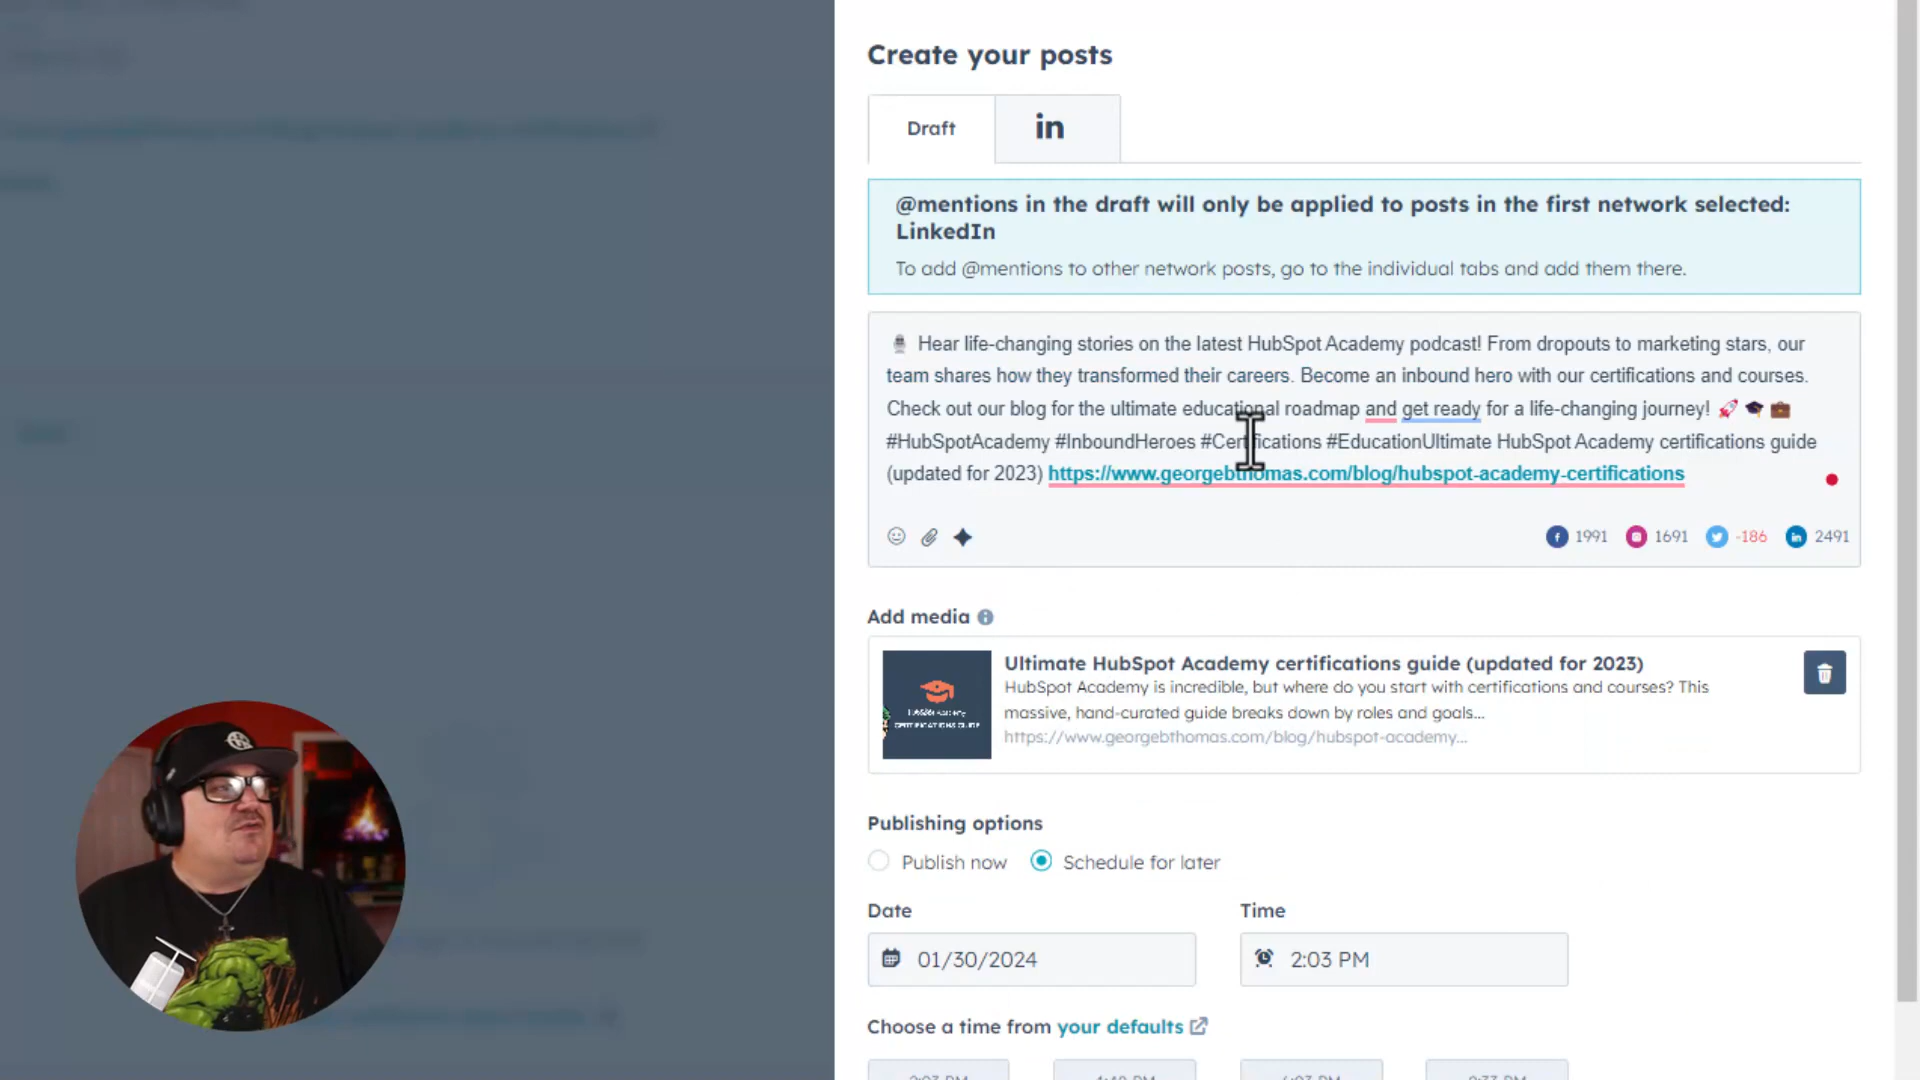 Create your posts
Draft
in
@mentions in the draft will only be applied to posts in the first network selected:
LinkedIn
To add @mentions to other network posts, go to the individual tabs and add them there.
Hear life-changing stories on the latest HubSpot Academy podcast! From dropouts to marketing stars, our
team shares how they transformed their careers. Become an inbound hero with our certifications and courses.
Check out our blog for the ultimate educational roadmap and get ready for a life-changing journey! 🚀 🎓 💼
#HubSpotAcademy #InboundHeroes #Certifications #EducationUltimate HubSpot Academy certifications guide
(updated for 2023) https://www.georgebthomas.com/blog/hubspot-academy-certifications
1991 1691 -186 2491
Add media
Ultimate HubSpot Academy certifications guide (updated for 2023)
HubSpot Academy is incredible, but where do you start with certifications and courses? This
massive, hand-curated guide breaks down by roles and goals...
https://www.georgebthomas.com/blog/hubspot-academy...
HubSpot Academy
CERTIFICATIONS GUIDE
Publishing options
Publish now Schedule for later
Date Time
01/30/2024 2:03 PM
Choose a time from your defaults